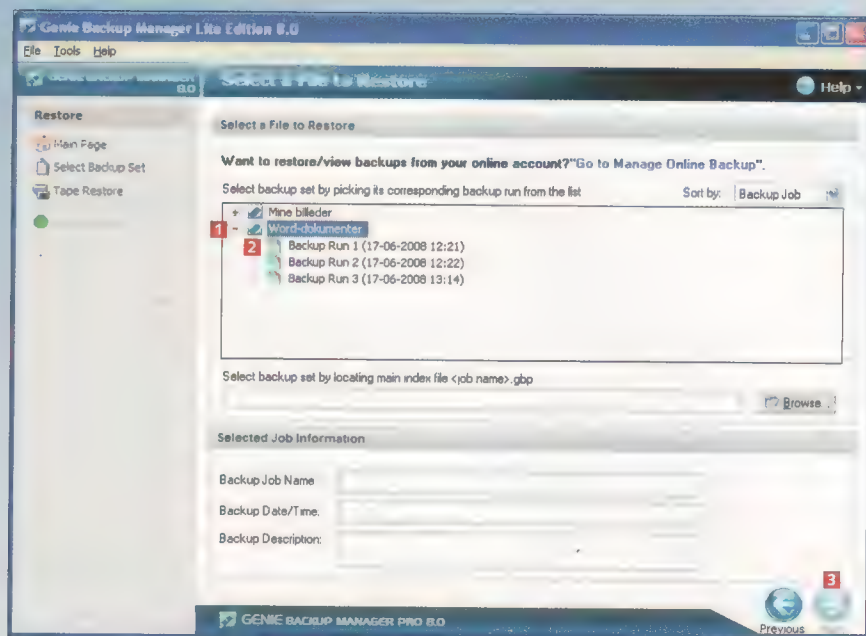 Genie Backup Manager Lite Edition 8.0
File Tools Help
GENIE BACKUP MANAGER
8.0
Select a File to Restore
Help
Restore
Main Page
Select Backup Set
Tape Restore
Select a File to Restore
Want to restore/view backups from your online account?"Go to Manage Online Backup".
Select backup set by picking its corresponding backup run from the list
Sort by: Backup Job
+ Mine billeder
1 - Word-dokumenter
2 Backup Run 1 (17-06-2008 12:21)
Backup Run 2 (17-06-2008 12:22)
Backup Run 3 (17-06-2008 13:14)
Select backup set by locating main index file <job name>.gbp
Browse...
Selected Job Information
Backup Job Name
Backup Date/Time:
Backup Description:
3
Previous
GENIE BACKUP MANAGER PRO 8.0